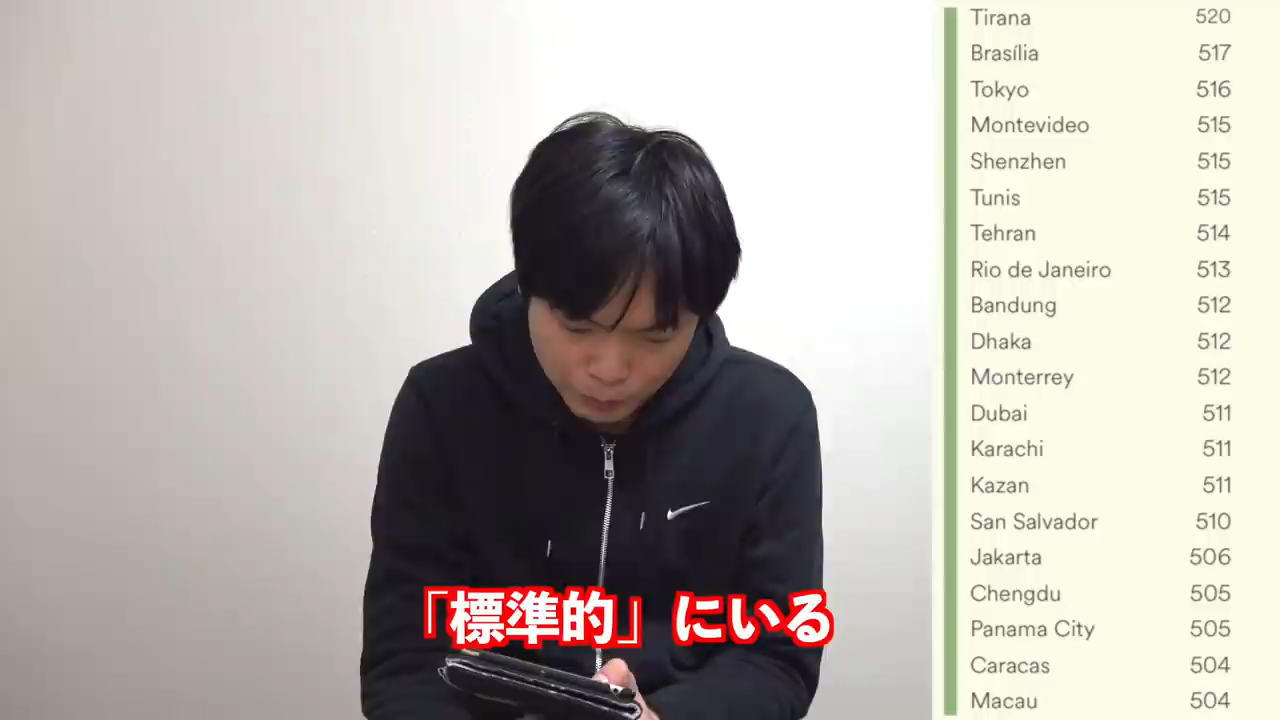 Tirana 520
Brasília 517
Tokyo 516
Montevideo 515
Shenzhen 515
Tunis 515
Tehran 514
Rio de Janeiro 513
Bandung 512
Dhaka 512
Monterrey 512
Dubai 511
Karachi 511
Kazan 511
San Salvador 510
Jakarta 506
Chengdu 505
Panama City 505
Caracas 504
Macau 504
「標準的」にいる